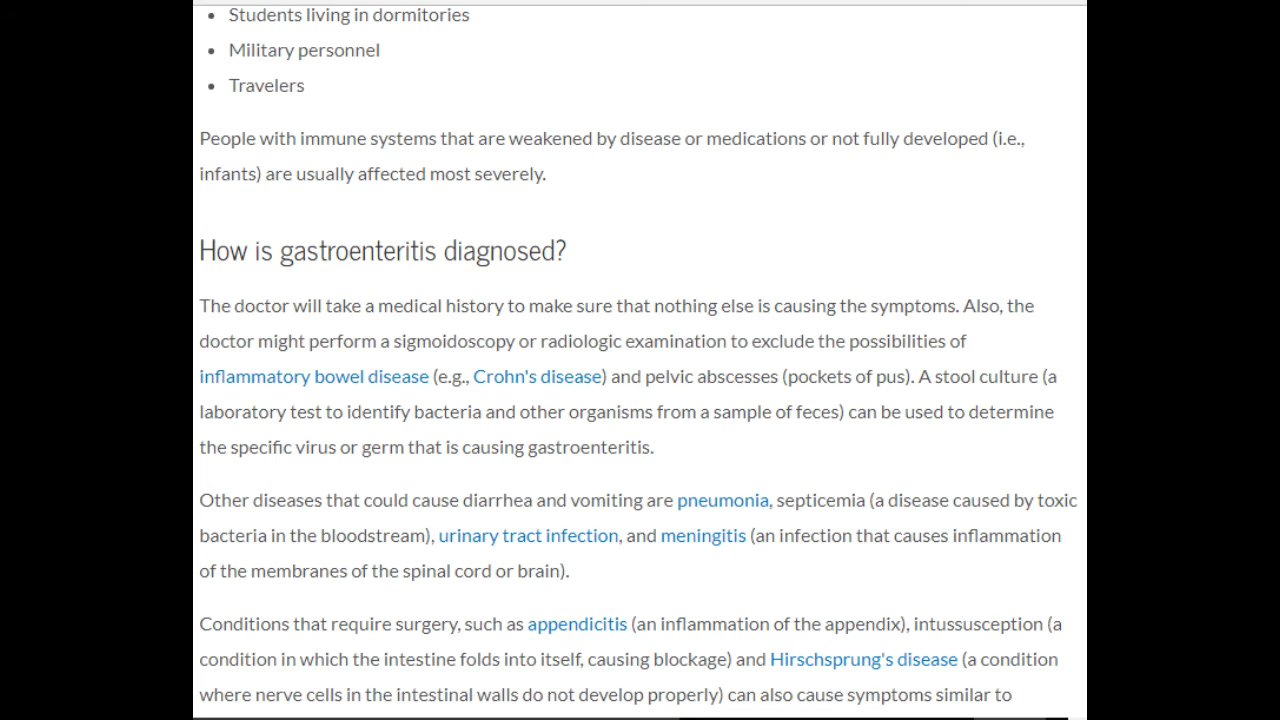 Students living in dormitories
Military personnel
Travelers
People with immune systems that are weakened by disease or medications or not fully developed (i.e.,
infants) are usually affected most severely.
How is gastroenteritis diagnosed?
The doctor will take a medical history to make sure that nothing else is causing the symptoms. Also, the
doctor might perform a sigmoidoscopy or radiologic examination to exclude the possibilities of
inflammatory bowel disease (e.g., Crohn's disease) and pelvic abscesses (pockets of pus). A stool culture (a
laboratory test to identify bacteria and other organisms from a sample of feces) can be used to determine
the specific virus or germ that is causing gastroenteritis.
Other diseases that could cause diarrhea and vomiting are pneumonia, septicemia (a disease caused by toxic
bacteria in the bloodstream), urinary tract infection, and meningitis (an infection that causes inflammation
of the membranes of the spinal cord or brain).
Conditions that require surgery, such as appendicitis (an inflammation of the appendix), intussusception (a
condition in which the intestine folds into itself, causing blockage) and Hirschsprung's disease (a condition
where nerve cells in the intestinal walls do not develop properly) can also cause symptoms similar to